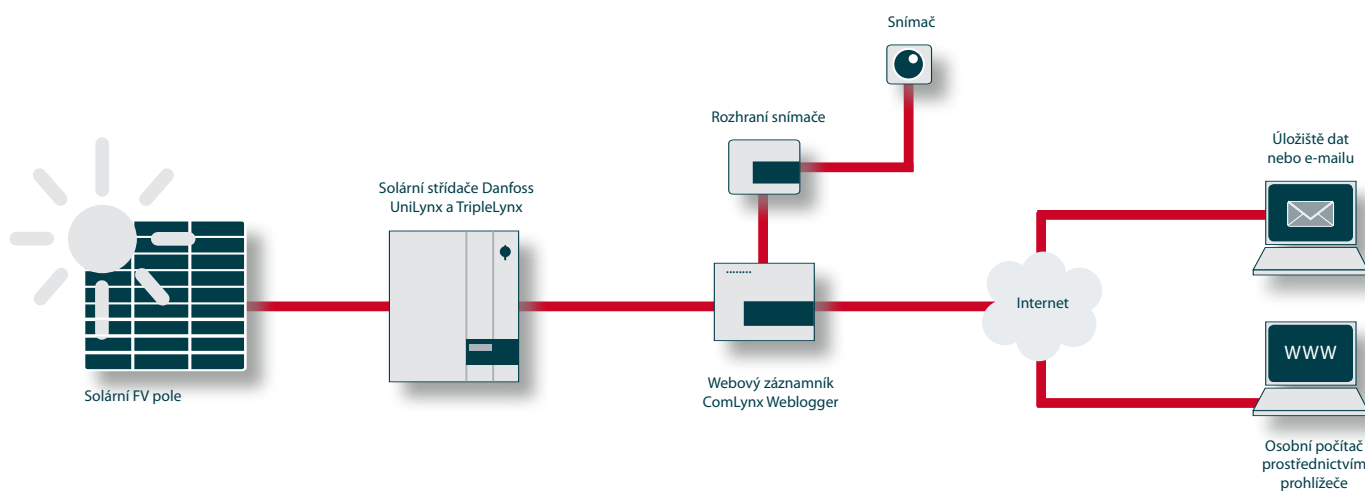 Snímač
Rozhraní snímače
Úložiště dat
nebo e-mailu
Solární střídače Danfoss
UniLynx a TripleLynx
Internet
WWW
Solární FV pole
Webový záznamník
ComLynx Weblogger
Osobní počítač
prostřednictvím
prohlížeče